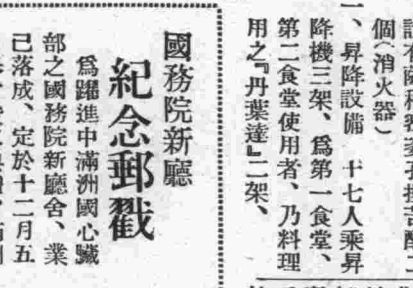 個(消火器)
一、昇降設備 十七人乘昇
降機三架、爲第一食堂、
第二食堂使用者、乃料理
用之『丹葉達』二架、
國務院新廳
紀念郵戳
爲躍進中滿洲國心臟
部之國務院新廳舍、業
已落成、定於十二月五